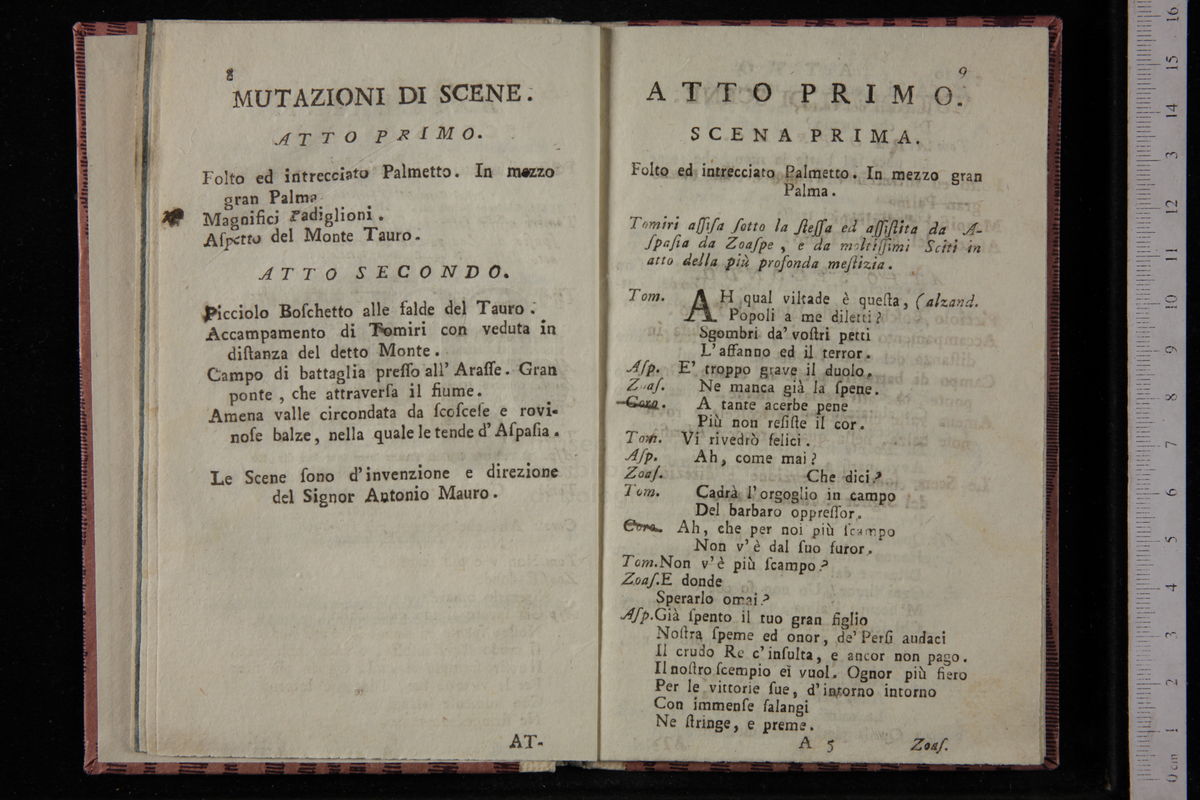 8
MUTAZIONI DI SCENE.
ATTO PRIMO.
Folto ed intrecciato Palmetto. In mezzo
gran Palma
Magnifici Padiglioni.
Aſpetto del Monte Tauro.
ATTO SECONDO.
Picciolo Boſchetto alle falde del Tauro.
Accampamento di Tomiri con veduta in
diſtanza del detto Monte.
Campo di battaglia preſſo all' Araſſe. Gran
ponte, che attraverſa il fiume.
Amena valle circondata da ſcoſceſe e rovi-
noſe balze, nella quale le tende d' Aſpaſia.
Le Scene ſono d'invenzione e direzione
del Signor Antonio Mauro.
AT-
9
ATTO PRIMO.
SCENA PRIMA.
Folto ed intrecciato Palmetto. In mezzo gran
Palma.
Tomiri aſſiſa ſotto la ſteſſa ed aſſiſtita da A-
ſpaſia da Zoaſpe, e da moltiſſimi Sciti in
atto della più profonda meſtizia.
Tom. AH qual viltade è queſta, (alzand.
Popoli a me diletti?
Sgombri da' voſtri petti
L'affanno ed il terror.
Aſp. E' troppo grave il duolo.
Zoaſ. Ne manca già la ſpene.
Coro. A tante acerbe pene
Più non reſiſte il cor.
Tom. Vi rivedrò felici.
Aſp. Ah, come mai?
Zoaſ. Che dici?
Tom. Cadrà l'orgoglio in campo
Del barbaro oppreſſor.
Coro. Ah, che per noi più ſcampo
Non v'è dal ſuo furor.
Tom. Non v'è più ſcampo?
Zoaſ. E donde
Sperarlo omai?
Aſp. Già ſpento il tuo gran figlio
Noſtra ſpeme ed onor, de' Perſi audaci
Il crudo Re c'inſulta, e ancor non pago.
Il noſtro ſcempio ei vuol. Ognor più fiero
Per le vittorie ſue, d'intorno intorno
Con immenſe falangi
Ne ſtringe, e preme.
A 5
Zoaſ.